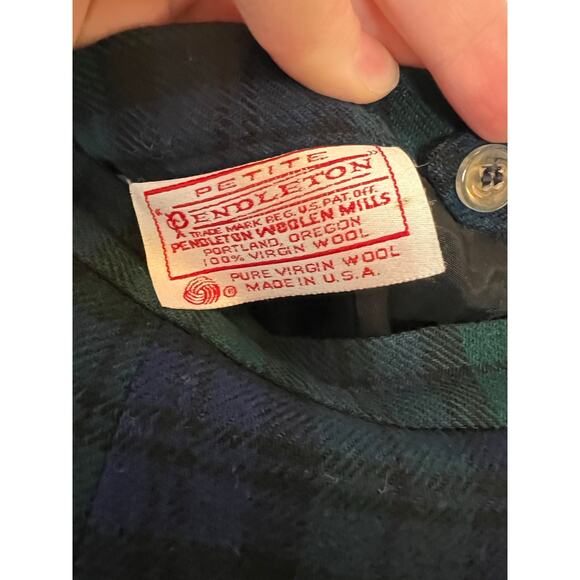 PETITE
"PENDLETON"
TRADE MARK REG. U.S. PAT. OFF.
PENDLETON WOOLEN MILLS
PORTLAND, OREGON
100% VIRGIN WOOL
PURE VIRGIN WOOL
® MADE IN U.S.A.